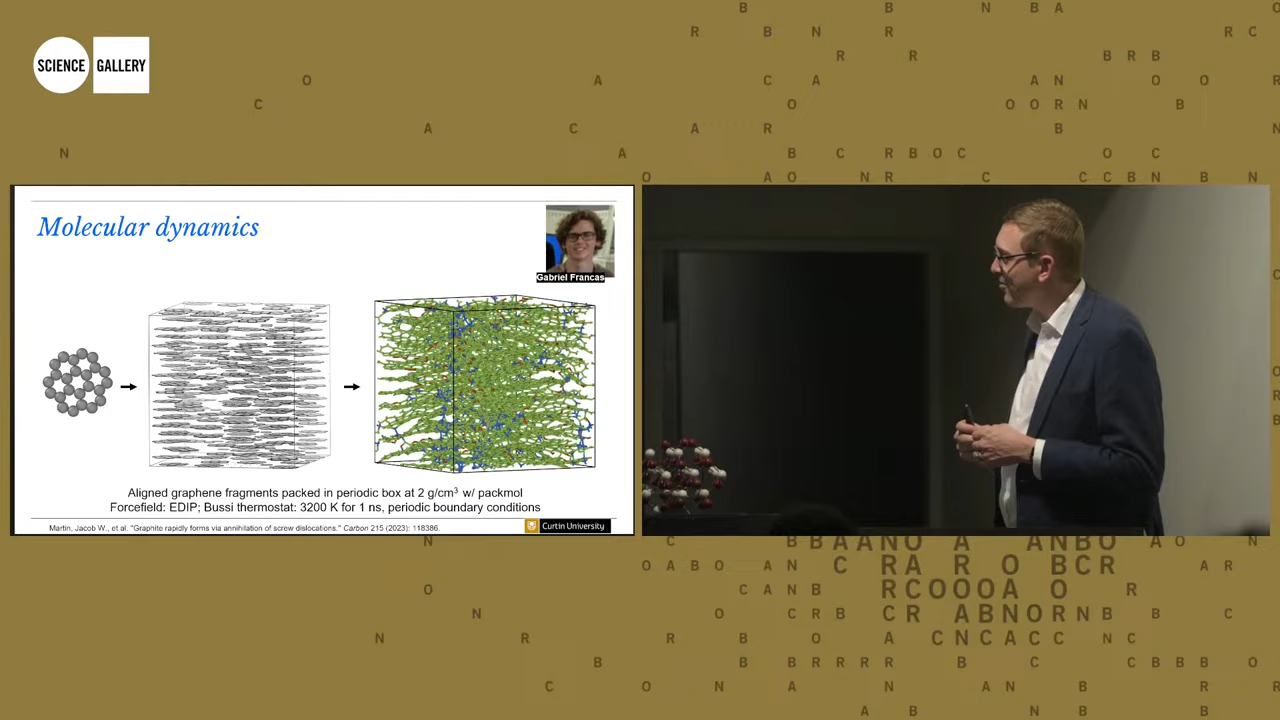 SCIENCE GALLERY
Molecular dynamics
Gabriel Francas
Aligned graphene fragments packed in periodic box at 2 g/cm³ w/ packmol
Forcefield: EDIP; Bussi thermostat: 3200 K for 1 ns, periodic boundary conditions
Martin, Jacob W., et al. "Graphite rapidly forms via annihilation of screw dislocations." Carbon 215 (2023): 118386.
Curtin University